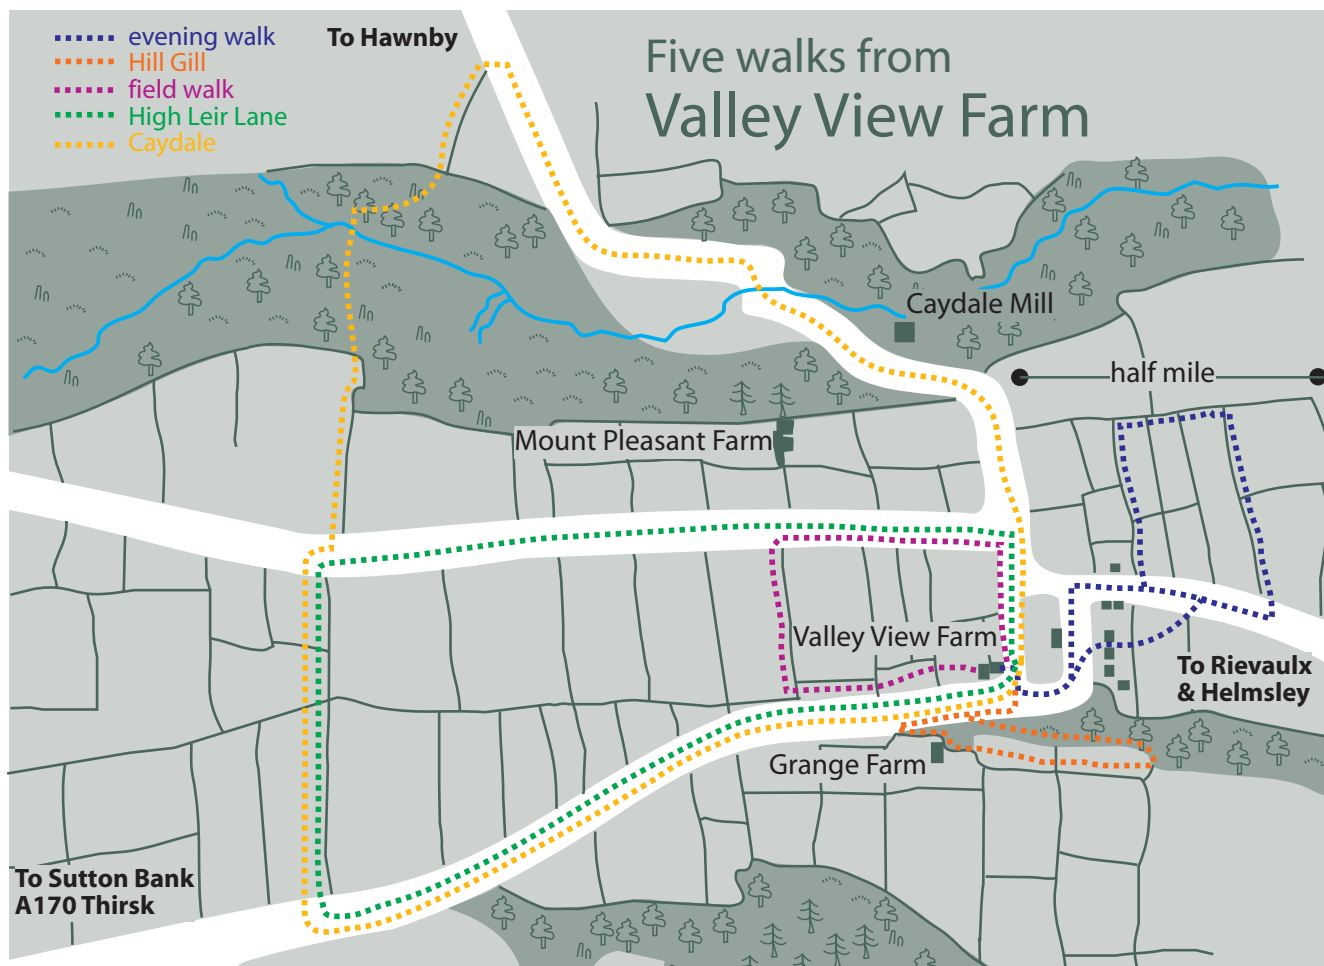 evening walk
Hill Gill
field walk
High Leir Lane
Caydale
To Hawnby
Five walks from
Valley View Farm
Caydale Mill
half mile
Mount Pleasant Farm
Valley View Farm
To Rievaulx
& Helmsley
Grange Farm
To Sutton Bank
A170 Thirsk